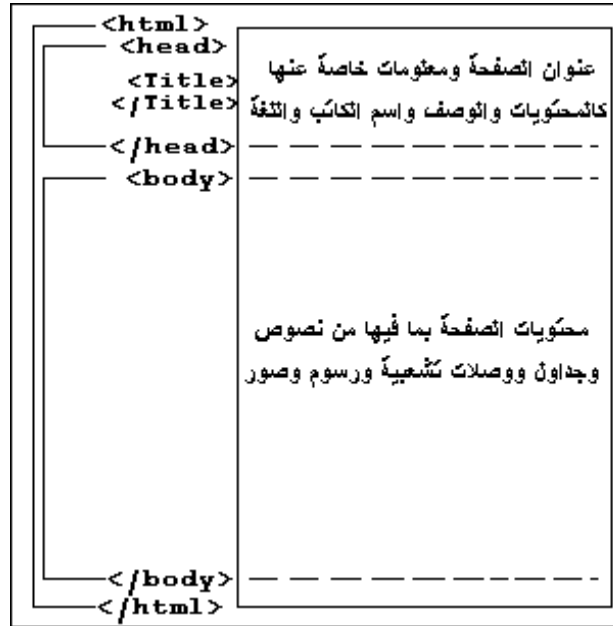 <html>
<head>
<Title>
</Title>
عنوان الصفحة ومعلومات خاصة عنها
كالمحتويات والوصف واسم الكاتب واللغة
</head>
<body>
محتويات الصفحة بما فيها من نصوص
وجداول ووصلات تشعبية ورسوم وصور
</body>
</html>